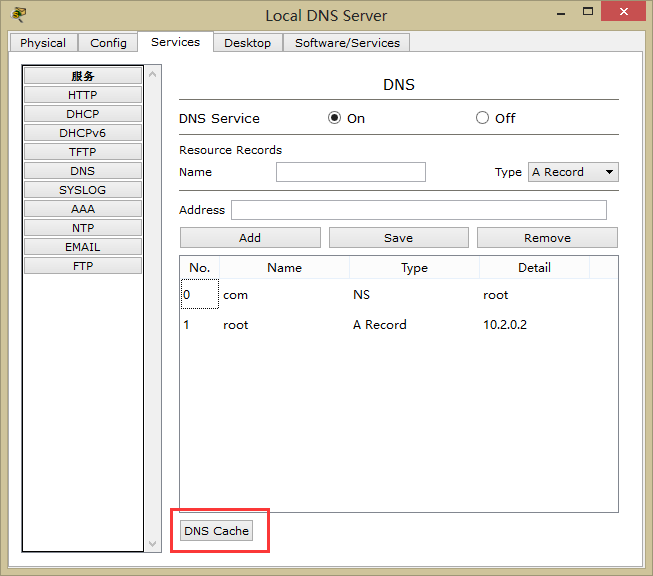 Local DNS Server
Physical Config Services Desktop Software/Services
服务
HTTP
DHCP
DHCPv6
TFTP
DNS
SYSLOG
AAA
NTP
EMAIL
FTP
DNS
DNS Service On Off
Resource Records
Name Type A Record
Address
Add Save Remove
No. Name Type Detail
0 com NS root
1 root A Record 10.2.0.2
DNS Cache